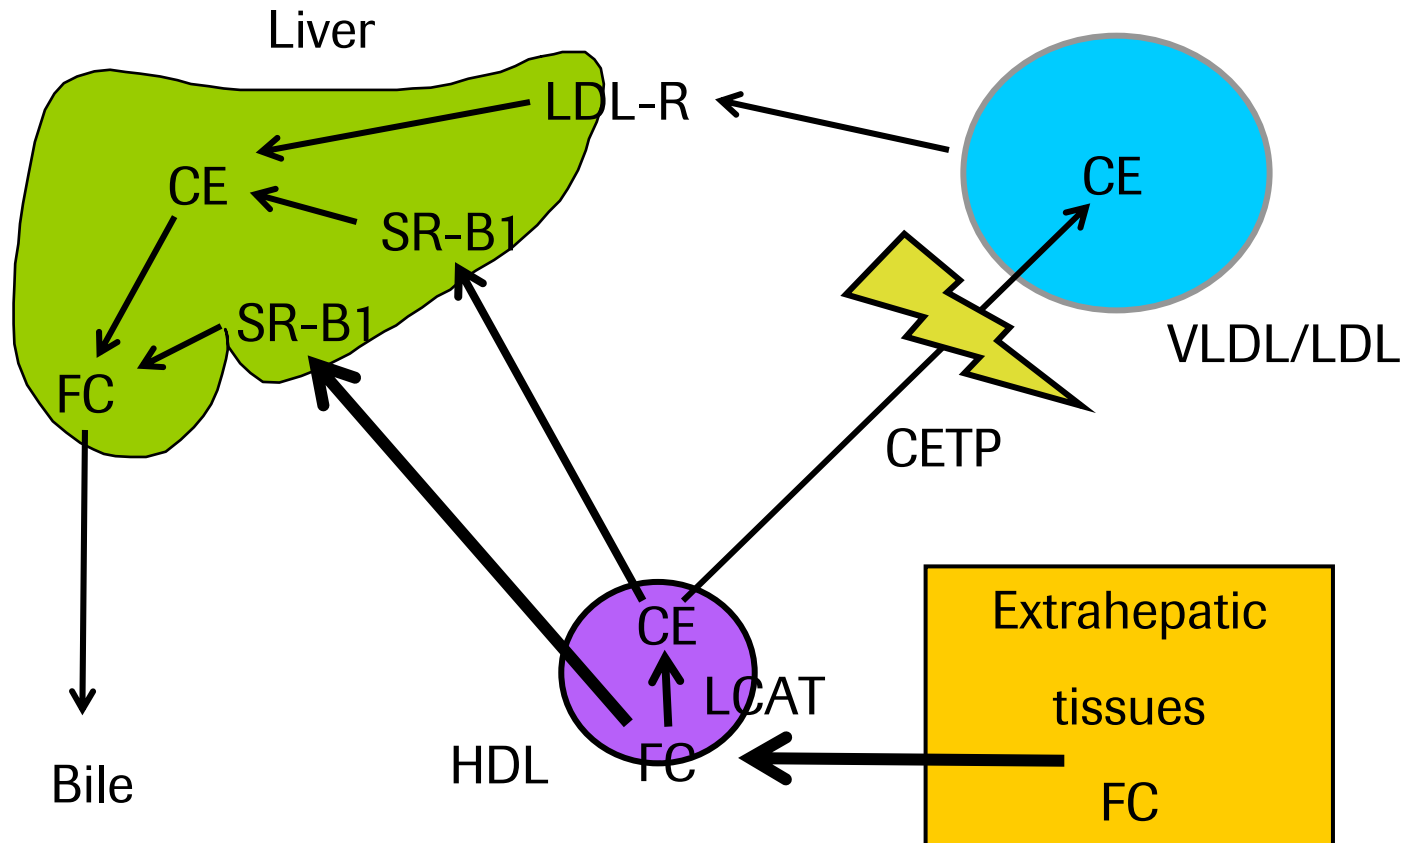 Liver
LDL-R
CE
CE
SR-B1
SR-B1
VLDL/LDL
FC
CETP
CE
Extrahepatic
tissues
LCAT
HDL
FC
Bile
FC